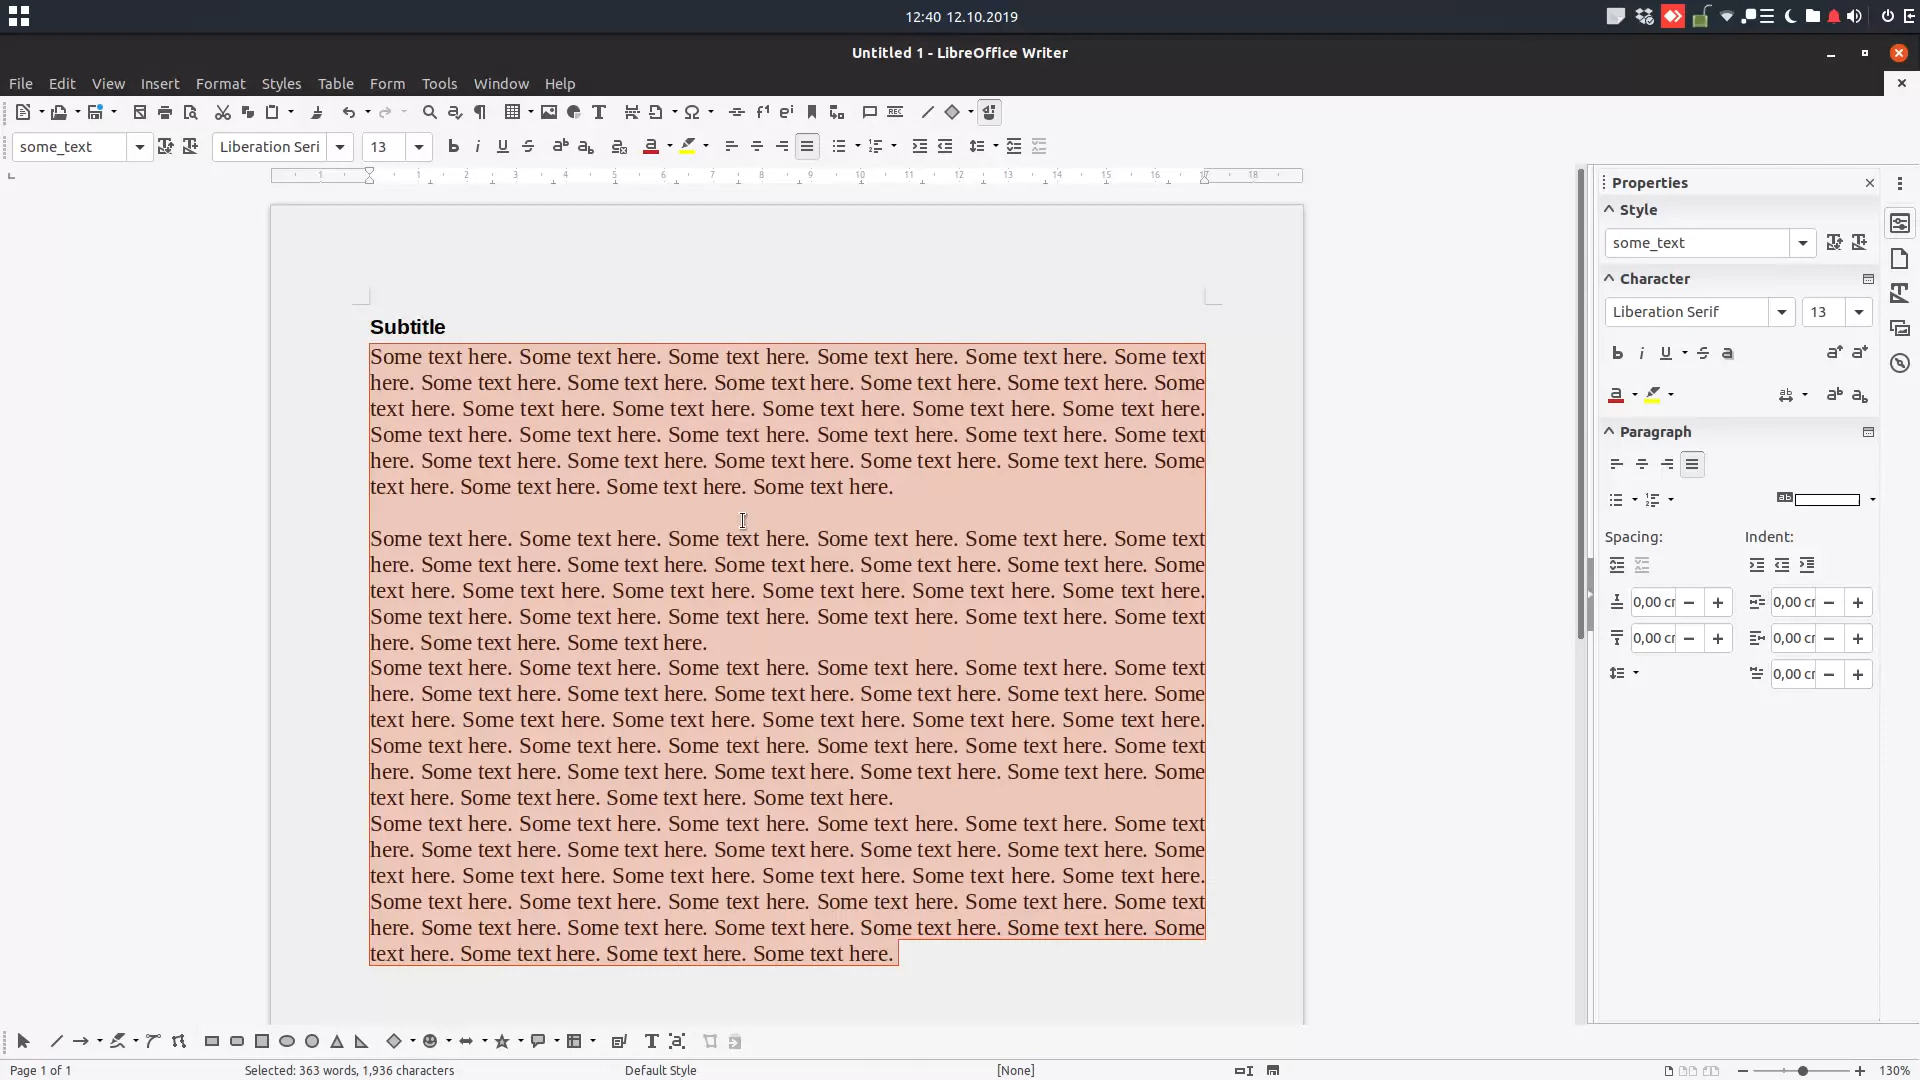 12:40 12.10.2019
Untitled 1 - LibreOffice Writer
File Edit View Insert Format Styles Table Form Tools Window Help
some_text Liberation Seri 13
1 1 2 3 4 5 6 7 8 9 10 11 12 13 14 15 16 17 18
Properties
Style
some_text
Character
Liberation Serif 13
Paragraph
Spacing: Indent:
0,00 0,00
0,00 0,00
0,00
Subtitle
Some text here. Some text here. Some text here. Some text here. Some text here. Some text
here. Some text here. Some text here. Some text here. Some text here. Some text here. Some
text here. Some text here. Some text here. Some text here. Some text here. Some text here.
Some text here. Some text here. Some text here. Some text here. Some text here. Some text
here. Some text here. Some text here. Some text here. Some text here. Some text here. Some
text here. Some text here. Some text here. Some text here.
Some text here. Some text here. Some text here. Some text here. Some text here. Some text
here. Some text here. Some text here. Some text here. Some text here. Some text here. Some
text here. Some text here. Some text here. Some text here. Some text here. Some text here.
Some text here. Some text here. Some text here. Some text here. Some text here. Some text
here. Some text here. Some text here.
Some text here. Some text here. Some text here. Some text here. Some text here. Some text
here. Some text here. Some text here. Some text here. Some text here. Some text here. Some
text here. Some text here. Some text here. Some text here. Some text here. Some text here.
Some text here. Some text here. Some text here. Some text here. Some text here. Some text
here. Some text here. Some text here. Some text here. Some text here. Some text here. Some
text here. Some text here. Some text here. Some text here.
Some text here. Some text here. Some text here. Some text here. Some text here. Some text
here. Some text here. Some text here. Some text here. Some text here. Some text here. Some
text here. Some text here. Some text here. Some text here. Some text here. Some text here.
Some text here. Some text here. Some text here. Some text here. Some text here. Some text
here. Some text here. Some text here. Some text here. Some text here. Some text here. Some
text here. Some text here. Some text here. Some text here.
Page 1 of 1 Selected: 363 words, 1,936 characters Default Style [None] 130%